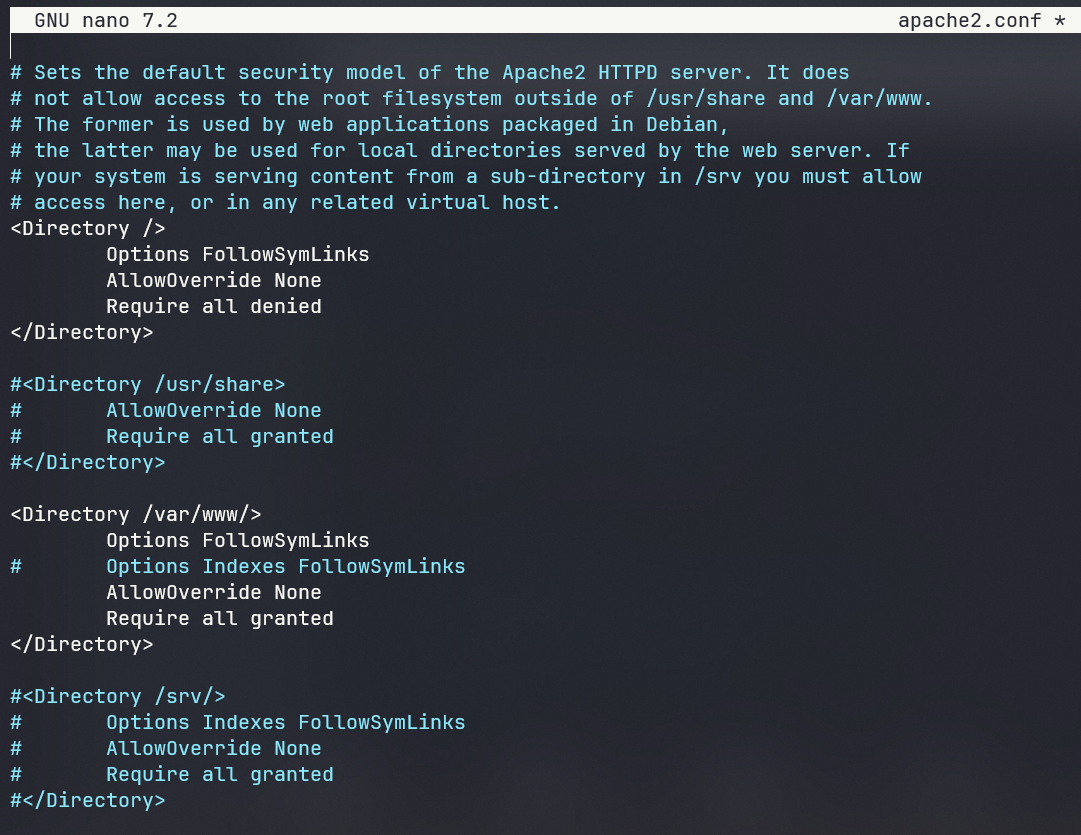 GNU nano 7.2 apache2.conf *
# Sets the default security model of the Apache2 HTTPD server. It does
# not allow access to the root filesystem outside of /usr/share and /var/www.
# The former is used by web applications packaged in Debian,
# the latter may be used for local directories served by the web server. If
# your system is serving content from a sub-directory in /srv you must allow
# access here, or in any related virtual host.
<Directory />
        Options FollowSymLinks
        AllowOverride None
        Require all denied
</Directory>

#<Directory /usr/share>
#       AllowOverride None
#       Require all granted
#</Directory>

<Directory /var/www/>
        Options FollowSymLinks
#       Options Indexes FollowSymLinks
        AllowOverride None
        Require all granted
</Directory>

#<Directory /srv/>
#       Options Indexes FollowSymLinks
#       AllowOverride None
#       Require all granted
#</Directory>